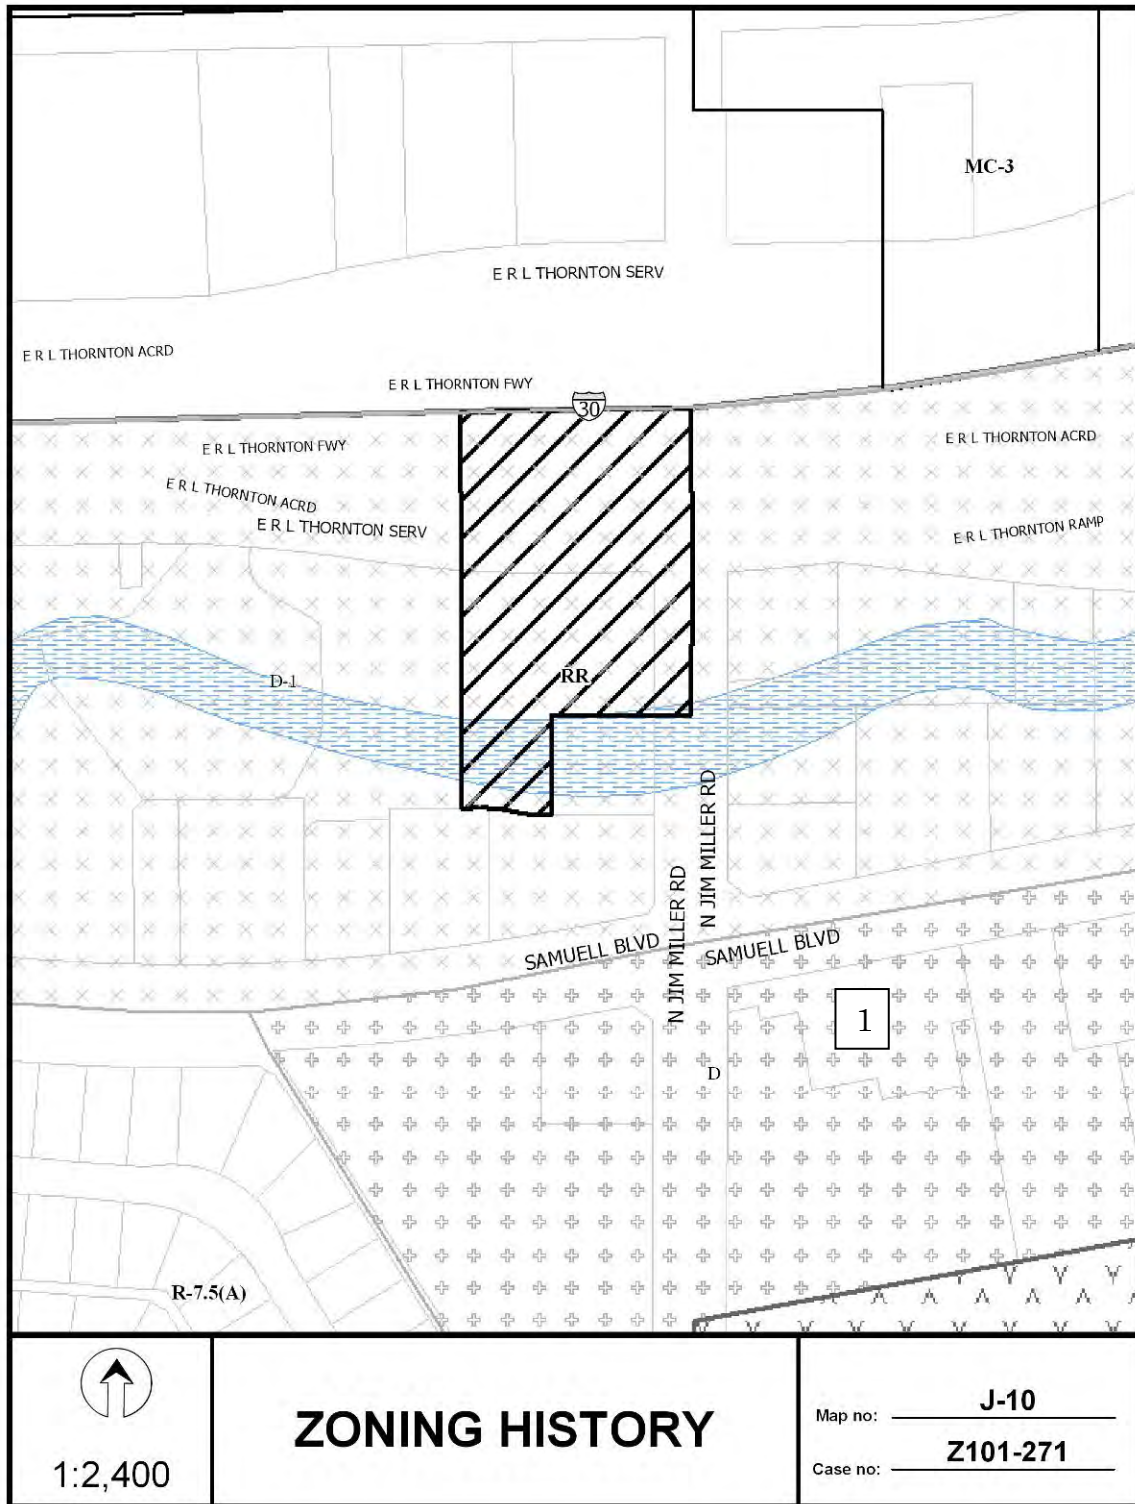 MC-3
E R L THORNTON SERV
E R L THORNTON ACRD
E R L THORNTON FWY
30
E R L THORNTON FWY
E R L THORNTON ACRD
E R L THORNTON ACRD
E R L THORNTON SERV
E R L THORNTON RAMP
RR
D-1
N JIM MILLER RD
N JIM MILLER RD
SAMUELL BLVD
SAMUELL BLVD
1
D
R-7.5(A)
1:2,400
ZONING HISTORY
Map no: J-10
Case no: Z101-271